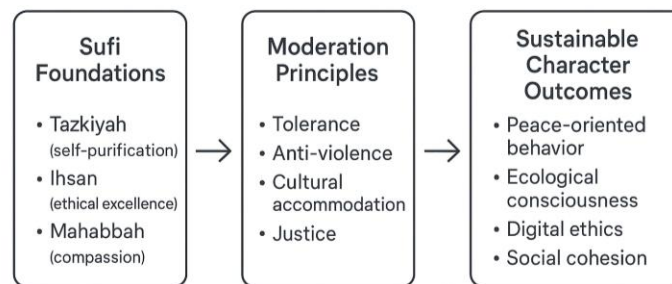 Sufi
Foundations
• Tazkiyah
(self-purification)
• Ihsan
(ethical excellence)
• Mahabbah
(compassion)
Moderation
Principles
• Tolerance
• Anti-violence
• Cultural
accommodation
• Justice
Sustainable
Character
Outcomes
• Peace-oriented
behavior
• Ecological
consciousness
• Digital ethics
• Social cohesion